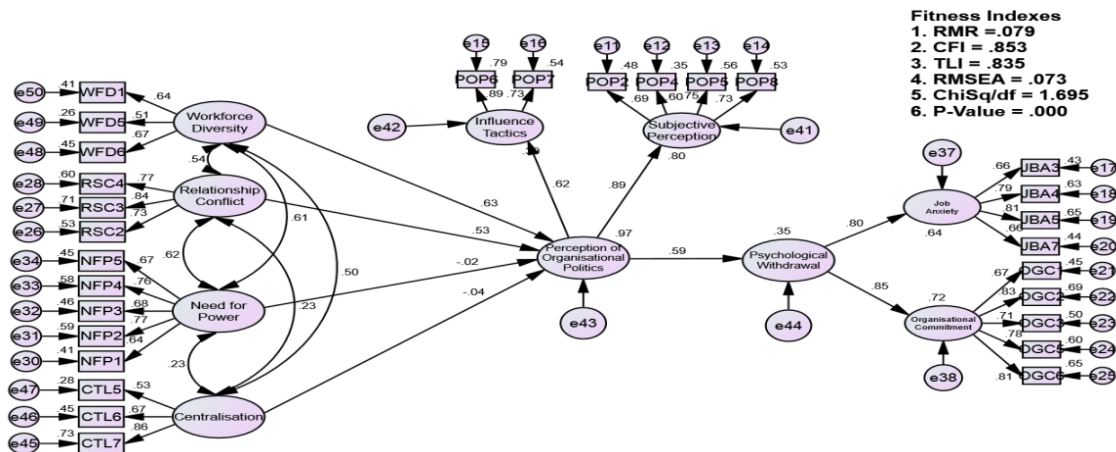 Fitness Indexes
1. RMR =.079
2. CFI = .853
3. TLI = .835
4. RMSEA = .073
5. ChiSq/df = 1.695
6. P-Value = .000
e15
e16
.79
.54
POP6
POP7
.89
.73
e42
Influence
Tactics
.39
e11
e12
e13
e14
.48
.35
.56
.53
POP2
POP4
POP5
POP8
.69
.60
.75
.73
Subjective
Perception
e41
.80
e50
.41
WFD1
.64
e49
.26
WFD5
.51
e48
.45
WFD6
.67
Workforce
Diversity
.54
e28
.60
RSC4
.77
e27
.71
RSC3
.84
e26
.53
RSC2
.73
Relationship
Conflict
.62
.61
.50
.23
e34
.45
NFP5
.67
e33
.58
NFP4
.76
e32
.46
NFP3
.68
e31
.59
NFP2
.77
e30
.41
NFP1
.64
Need for
Power
.23
e47
.28
CTL5
.53
e46
.45
CTL6
.67
e45
.73
CTL7
.86
Centralisation
.63
.53
-.02
-.04
.62
.89
.97
Perception of
Organisational
Politics
e43
.59
.35
Psychological
Withdrawal
e44
.80
.85
e37
Job
Anxiety
.64
.66
JBA3
.43
e17
.79
JBA4
.63
e18
.81
JBA5
.65
e19
.66
JBA7
.44
e20
.72
Organisational
Commitment
e38
.67
OGC1
.45
e21
.83
OGC2
.69
e22
.71
OGC3
.50
e23
.78
OGC5
.60
e24
.81
OGC6
.65
e25